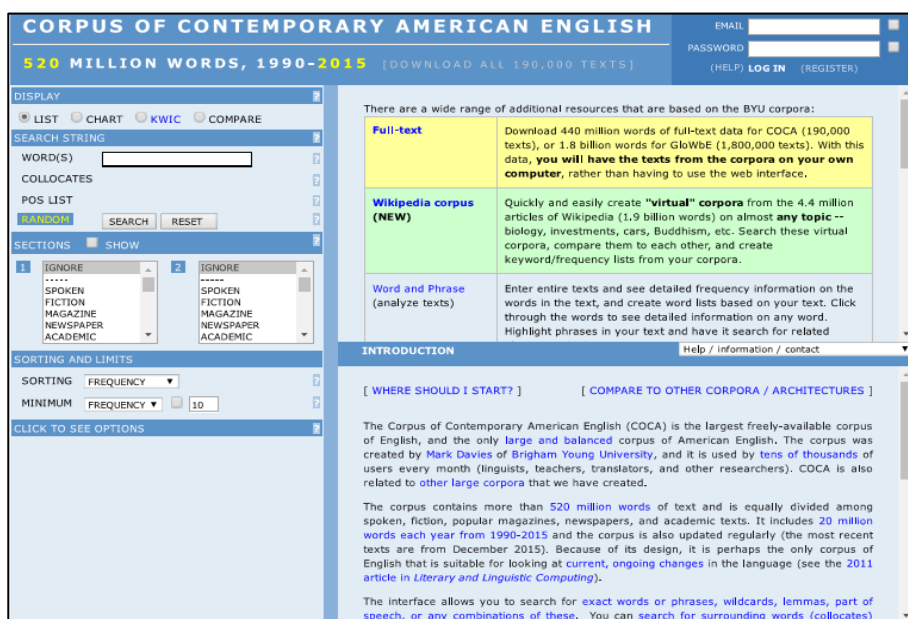 CORPUS OF CONTEMPORARY AMERICAN ENGLISH
520 MILLION WORDS, 1990-2015 [DOWNLOAD ALL 190,000 TEXTS]
EMAIL
PASSWORD
(HELP) LOG IN (REGISTER)
DISPLAY ?
LIST CHART KWIC COMPARE
SEARCH STRING ?
WORD(S) ?
COLLOCATES ?
POS LIST ?
RANDOM SEARCH RESET ?
SECTIONS SHOW ?
1 IGNORE 2 IGNORE
----- -----
SPOKEN SPOKEN
FICTION FICTION
MAGAZINE MAGAZINE
NEWSPAPER NEWSPAPER
ACADEMIC ACADEMIC
SORTING AND LIMITS
SORTING FREQUENCY ?
MINIMUM FREQUENCY 10 ?
CLICK TO SEE OPTIONS ?
There are a wide range of additional resources that are based on the BYU corpora:
Full-text
Download 440 million words of full-text data for COCA (190,000
texts), or 1.8 billion words for GloWbE (1,800,000 texts). With this
data, you will have the texts from the corpora on your own
computer, rather than having to use the web interface.
Wikipedia corpus
(NEW)
Quickly and easily create "virtual" corpora from the 4.4 million
articles of Wikipedia (1.9 billion words) on almost any topic --
biology, investments, cars, Buddhism, etc. Search these virtual
corpora, compare them to each other, and create
keyword/frequency lists from your corpora.
Word and Phrase
(analyze texts)
Enter entire texts and see detailed frequency information on the
words in the text, and create word lists based on your text. Click
through the words to see detailed information on any word.
Highlight phrases in your text and have it search for related
INTRODUCTION Help / information / contact
[ WHERE SHOULD I START? ] [ COMPARE TO OTHER CORPORA / ARCHITECTURES ]
The Corpus of Contemporary American English (COCA) is the largest freely-available corpus
of English, and the only large and balanced corpus of American English. The corpus was
created by Mark Davies of Brigham Young University, and it is used by tens of thousands of
users every month (linguists, teachers, translators, and other researchers). COCA is also
related to other large corpora that we have created.
The corpus contains more than 520 million words of text and is equally divided among
spoken, fiction, popular magazines, newspapers, and academic texts. It includes 20 million
words each year from 1990-2015 and the corpus is also updated regularly (the most recent
texts are from December 2015). Because of its design, it is perhaps the only corpus of
English that is suitable for looking at current, ongoing changes in the language (see the 2011
article in Literary and Linguistic Computing).
The interface allows you to search for exact words or phrases, wildcards, lemmas, part of
speech, or any combinations of these. You can search for surrounding words (collocates)